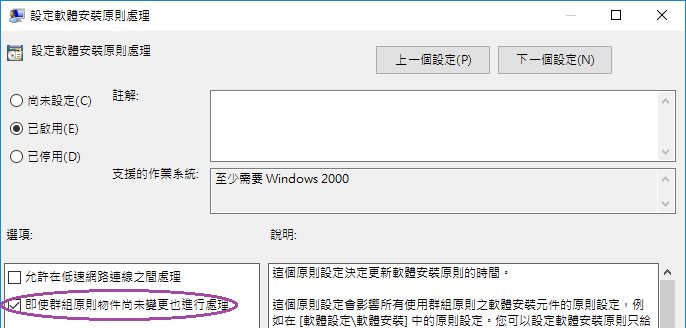 設定軟體安裝原則處理
設定軟體安裝原則處理
上一個設定(P)
下一個設定(N)
尚未設定(C)
註解:
已啟用(E)
已停用(D)
支援的作業系統:
至少需要 Windows 2000
選項:
說明:
允許在低速網路連線之間處理
即使群組原則物件尚未變更也進行處理
這個原則設定決定更新軟體安裝原則的時間。
這個原則設定會影響所有使用群組原則之軟體安裝元件的原則設定，例
如在 [軟體設定\軟體安裝] 中的原則設定。您可以設定軟體安裝原則只給